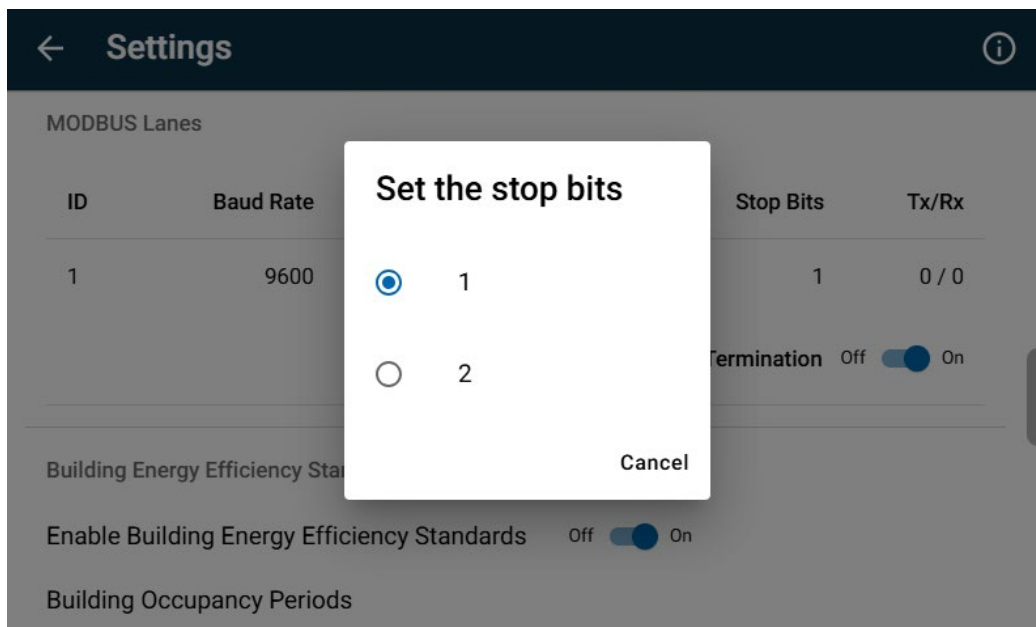 Settings
MODBUS Lanes
ID Baud Rate Stop Bits Tx/Rx
1 9600 1 0 / 0
Termination Off On
Set the stop bits
1
2
Cancel
Building Energy Efficiency
Enable Building Energy Efficiency Standards Off On
Building Occupancy Periods